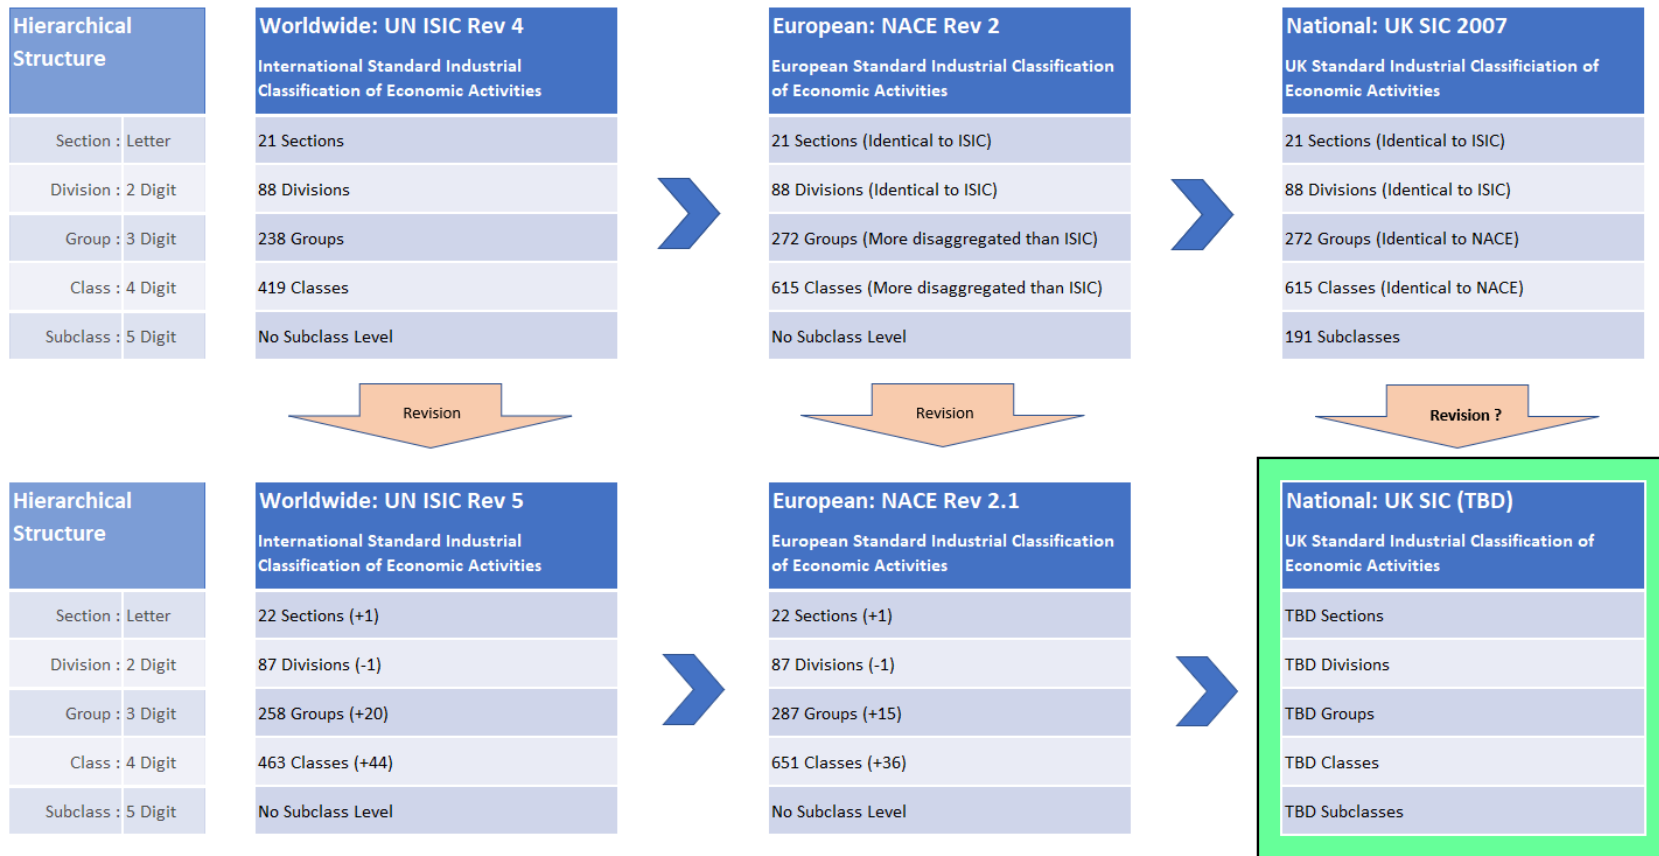 Hierarchical
Structure
Section : Letter
Division : 2 Digit
Group : 3 Digit
Class : 4 Digit
Subclass : 5 Digit
Worldwide: UN ISIC Rev 4
International Standard Industrial
Classification of Economic Activities
21 Sections
88 Divisions
238 Groups
419 Classes
No Subclass Level
European: NACE Rev 2
European Standard Industrial Classification
of Economic Activities
21 Sections (Identical to ISIC)
88 Divisions (Identical to ISIC)
272 Groups (More disaggregated than ISIC)
615 Classes (More disaggregated than ISIC)
No Subclass Level
National: UK SIC 2007
UK Standard Industrial Classificiation of
Economic Activities
21 Sections (Identical to ISIC)
88 Divisions (Identical to ISIC)
272 Groups (Identical to NACE)
615 Classes (Identical to NACE)
191 Subclasses
Revision
Revision
Revision ?
Hierarchical
Structure
Section : Letter
Division : 2 Digit
Group : 3 Digit
Class : 4 Digit
Subclass : 5 Digit
Worldwide: UN ISIC Rev 5
International Standard Industrial
Classification of Economic Activities
22 Sections (+1)
87 Divisions (-1)
258 Groups (+20)
463 Classes (+44)
No Subclass Level
European: NACE Rev 2.1
European Standard Industrial Classification
of Economic Activities
22 Sections (+1)
87 Divisions (-1)
287 Groups (+15)
651 Classes (+36)
No Subclass Level
National: UK SIC (TBD)
UK Standard Industrial Classification of
Economic Activities
TBD Sections
TBD Divisions
TBD Groups
TBD Classes
TBD Subclasses